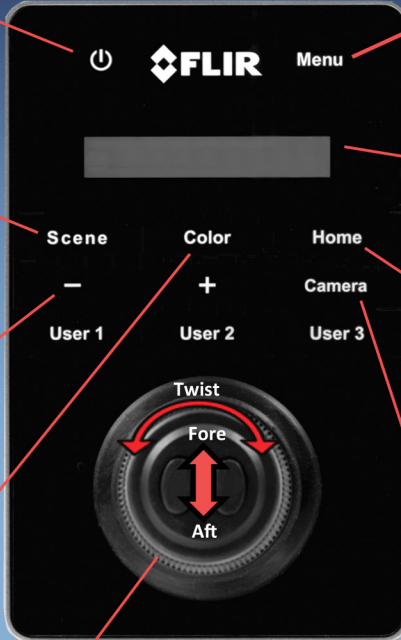 FLIR Menu
Scene Color Home
− + Camera
User 1 User 2 User 3
Twist
Fore
Aft